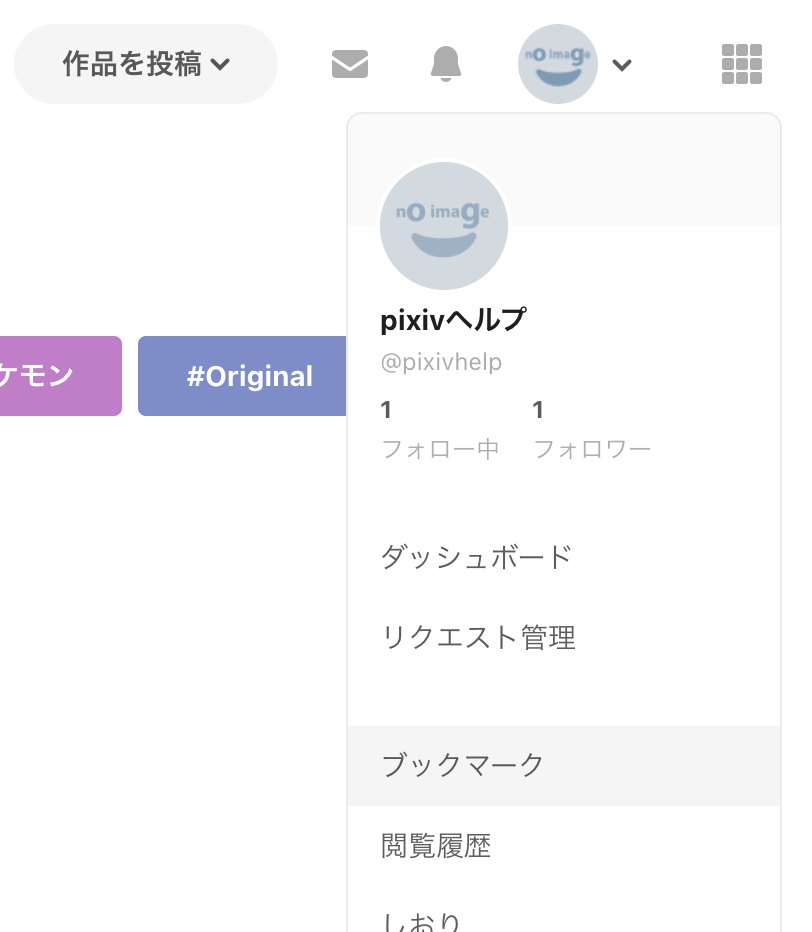 作品を投稿
no image
no image
pixivヘルプ
@pixivhelp
1 1
フォロー中 フォロワー
ケモン
#Original
ダッシュボード
リクエスト管理
ブックマーク
閲覧履歴
しおり